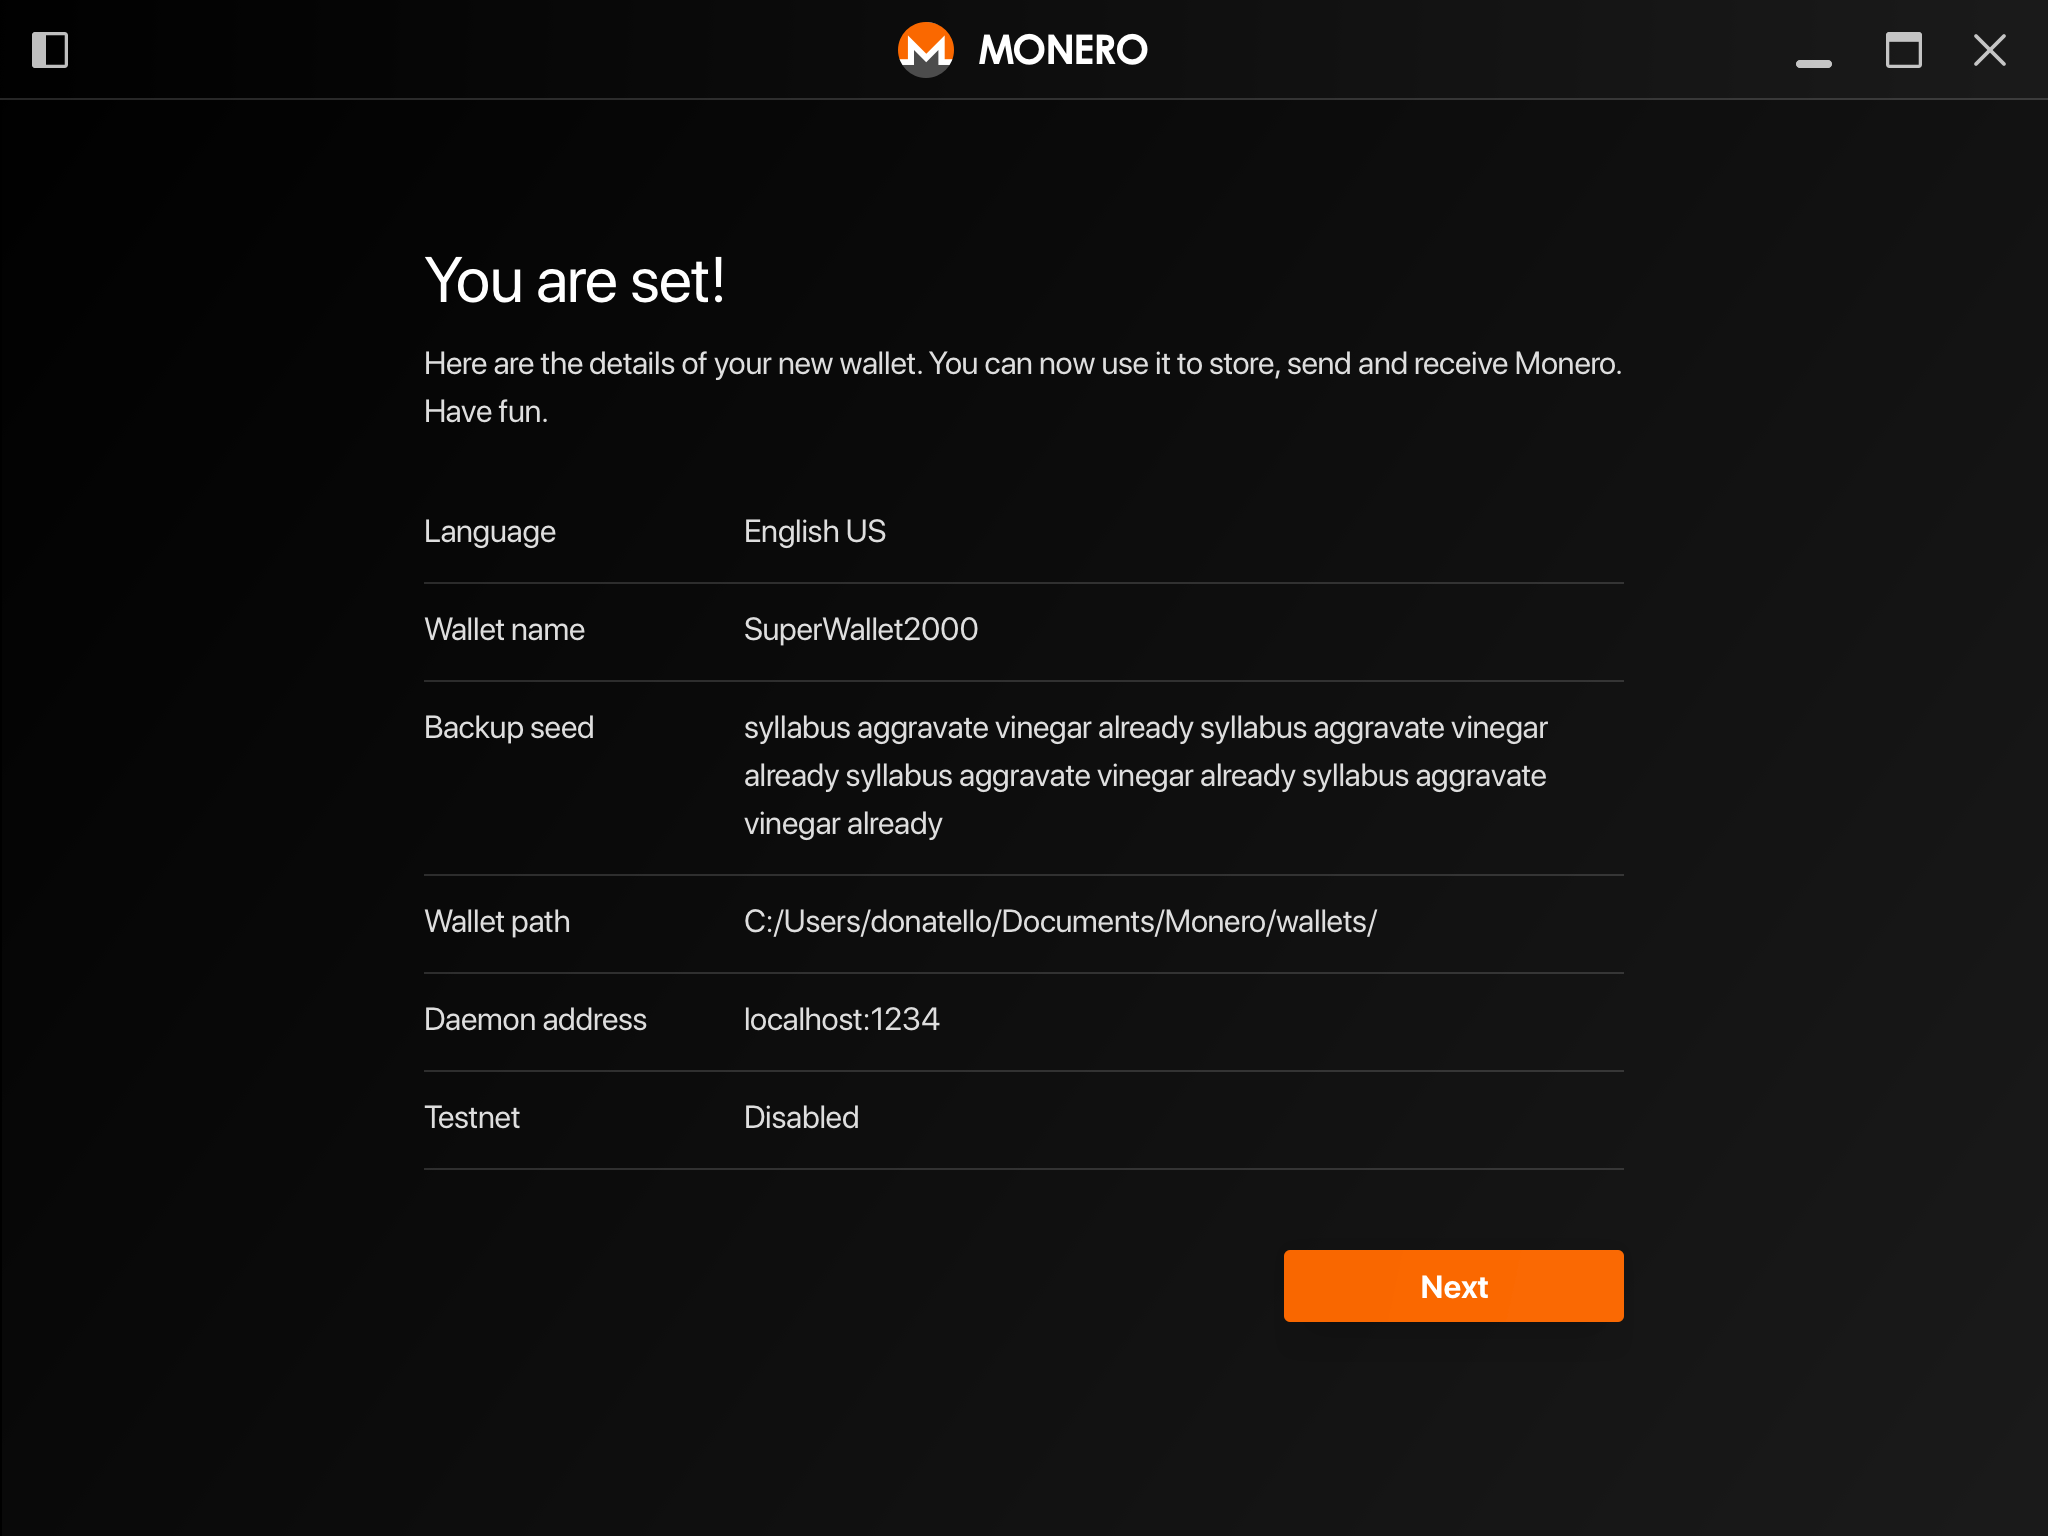 MONERO
You are set!
Here are the details of your new wallet. You can now use it to store, send and receive Monero.
Have fun.
Language English US
Wallet name SuperWallet2000
Backup seed syllabus aggravate vinegar already syllabus aggravate vinegar
already syllabus aggravate vinegar already syllabus aggravate
vinegar already
Wallet path C:/Users/donatello/Documents/Monero/wallets/
Daemon address localhost:1234
Testnet Disabled
Next